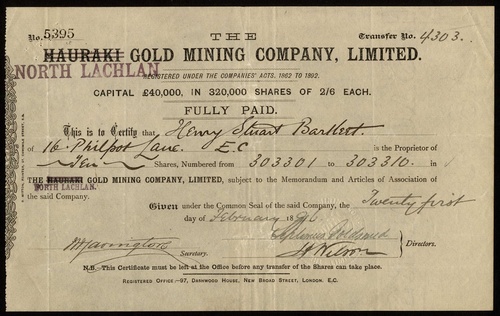 No. 5395 THE Transfer No. 4303.
HAURAKI GOLD MINING COMPANY, LIMITED.
NORTH LACHLAN
REGISTERED UNDER THE COMPANIES' ACTS, 1862 TO 1892.
CAPITAL £40,000, IN 320,000 SHARES OF 2/6 EACH.
FULLY PAID.
This is to Certify that Henry Stuart Bartlett
of 16. Philpot Lane. E.C is the Proprietor of
Ten Shares, Numbered from 303301 to 303310. in
THE HAURAKI GOLD MINING COMPANY, LIMITED, subject to the Memorandum and Articles of Association of
NORTH LACHLAN.
the said Company.
Given under the Common Seal of the said Company, the Twenty first
day of February 1896
Septimus Goldsmid
Directors.
Secretary. H Wilson
N.B. This Certificate must be left at the Office before any transfer of the Shares can take place.
REGISTERED OFFICE:—97, DASHWOOD HOUSE, NEW BROAD STREET, LONDON. E.C.